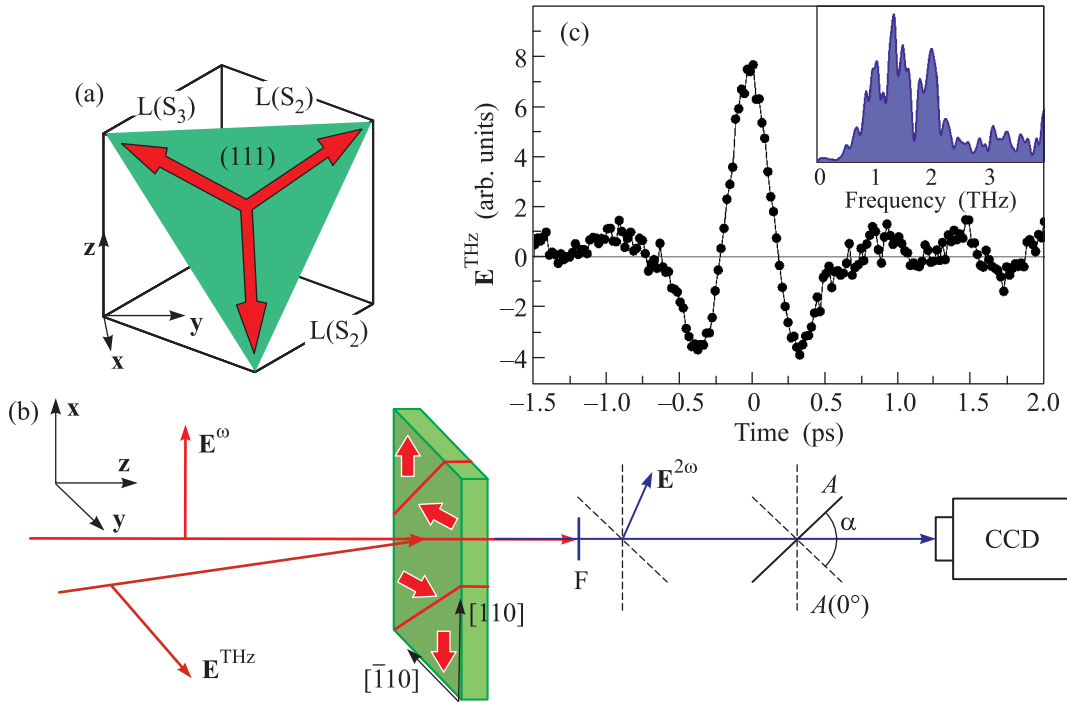 (a)
L(S3)
L(S2)
(111)
z
y
x
L(S2)
(c)
E^THz (arb. units)
8
6
4
2
0
–2
–4
–1.5
–1.0
–0.5
0
0.5
1.0
1.5
2.0
Time (ps)
0
1
2
3
Frequency (THz)
(b)
x
z
y
E^ω
E^THz
[110]
[1̄10]
F
E^2ω
A
α
A(0°)
CCD